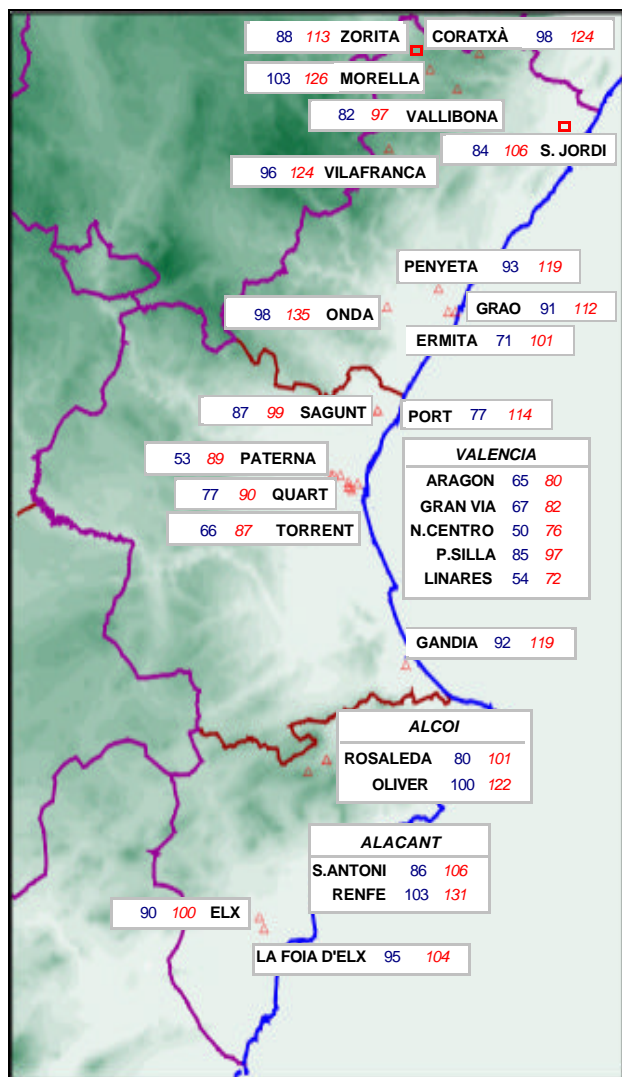 88 113 ZORITA
CORATXÀ 98 124
103 126 MORELLA
82 97 VALLIBONA
84 106 S. JORDI
96 124 VILAFRANCA
PENYETA 93 119
98 135 ONDA
GRAO 91 112
ERMITA 71 101
87 99 SAGUNT
PORT 77 114
53 89 PATERNA
77 90 QUART
66 87 TORRENT
VALENCIA
ARAGON 65 80
GRAN VIA 67 82
N.CENTRO 50 76
P.SILLA 85 97
LINARES 54 72
GANDIA 92 119
ALCOI
ROSALEDA 80 101
OLIVER 100 122
ALACANT
S.ANTONI 86 106
RENFE 103 131
90 100 ELX
LA FOIA D'ELX 95 104